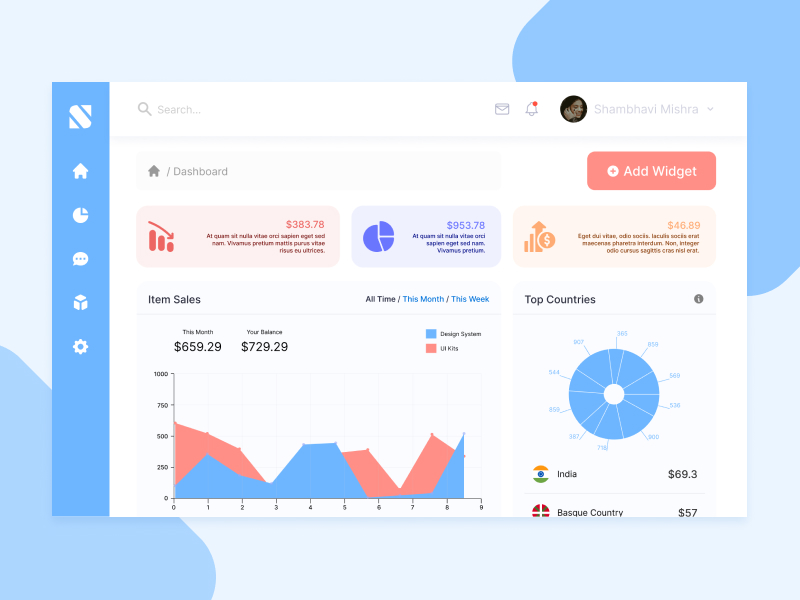 Search...
Shambhavi Mishra
/ Dashboard
Add Widget
$383.78
At quam sit nulla vitae orci sapien eget sed
nam. Vivamus pretium mattis purus vitae
risus eu ultrices.
$953.78
At quam sit nulla vitae orci
sapien eget sed nam.
Vivamus pretium.
$46.89
Eget dui vitae, odio sociis. Iaculis sociis erat
maecenas pharetra interdum. Non, integer
odio cursus sagittis cras nisl erat.
Item Sales
All Time / This Month / This Week
This Month
$659.29
Your Balance
$729.29
Design System
UI Kits
1000
750
500
250
0
0 1 2 3 4 5 6 7 8 9
Top Countries
365
907
859
544
569
859
536
387
900
718
India
$69.3
Basque Country
$57